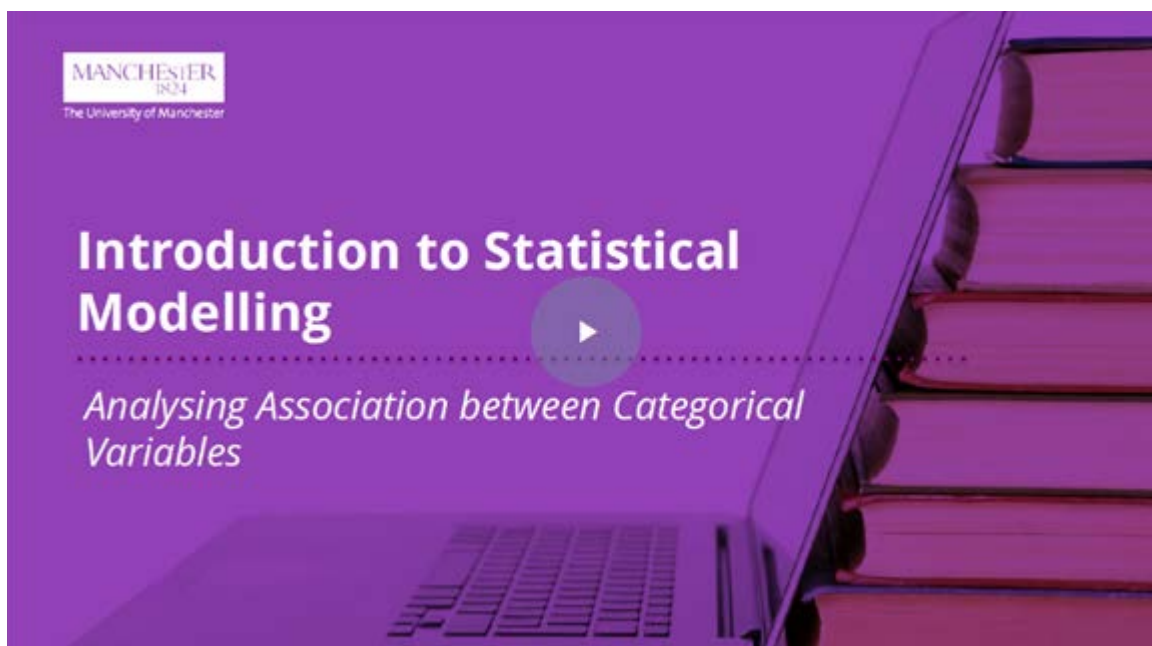 MANCHESTER
1824
The University of Manchester
Introduction to Statistical
Modelling
Analysing Association between Categorical
Variables